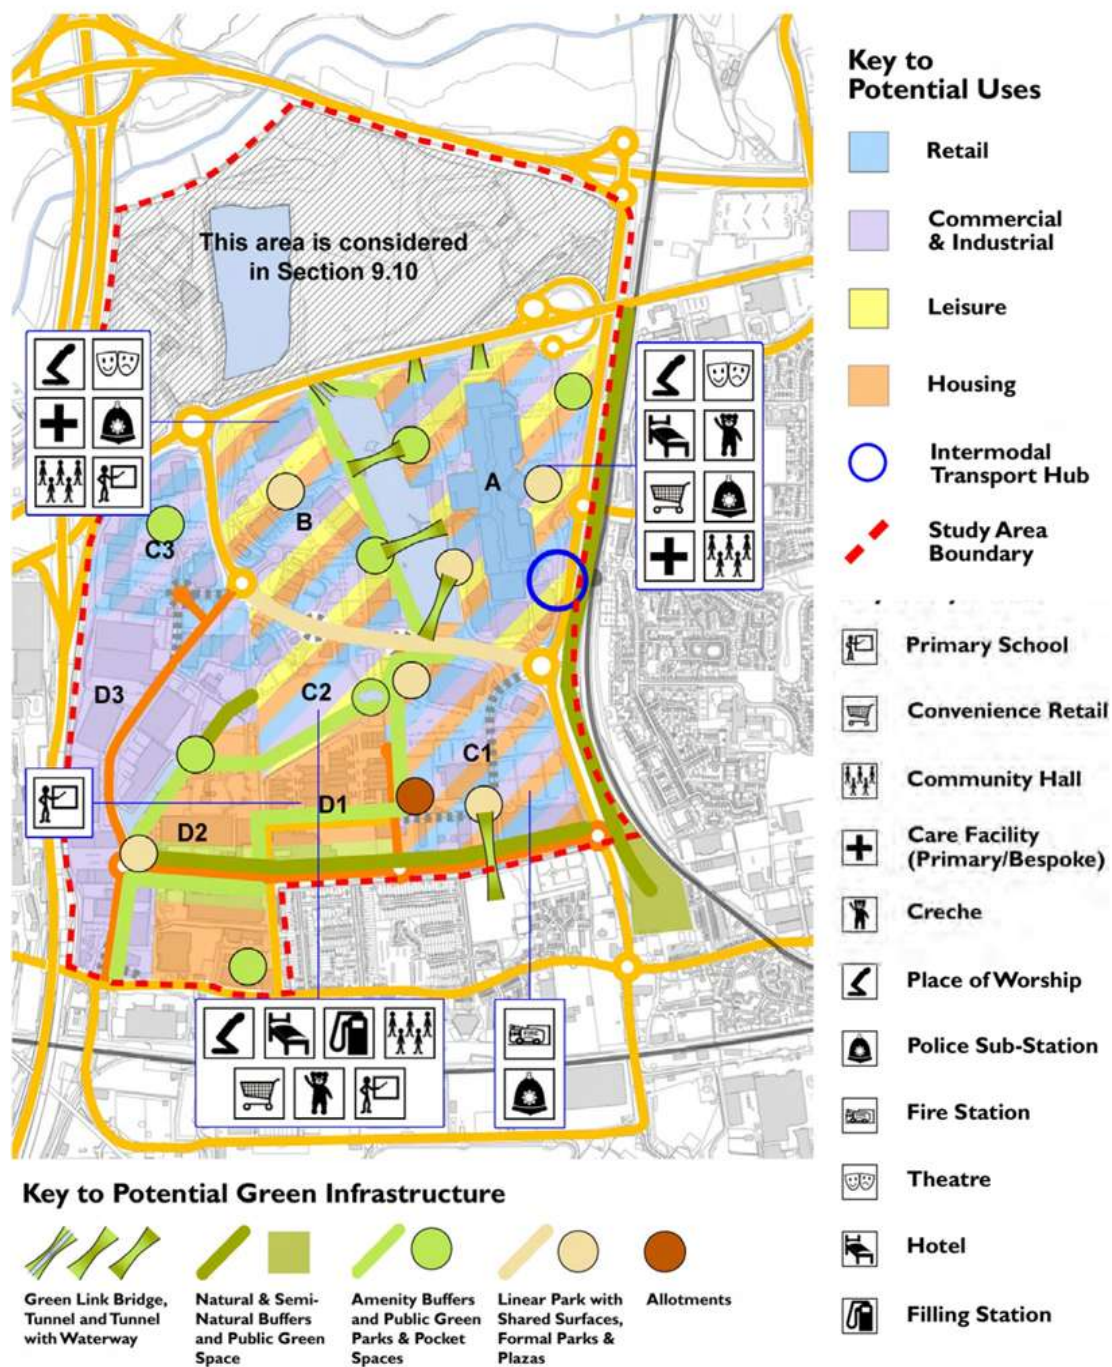 This area is considered
in Section 9.10
A
B
C3
D3
C2
C1
D1
D2
Key to
Potential Uses
Retail
Commercial
& Industrial
Leisure
Housing
Intermodal
Transport Hub
Study Area
Boundary
Primary School
Convenience Retail
Community Hall
Care Facility
(Primary/Bespoke)
Creche
Place of Worship
Police Sub-Station
Fire Station
Theatre
Hotel
Filling Station
Key to Potential Green Infrastructure
Green Link Bridge,
Tunnel and Tunnel
with Waterway
Natural & Semi-
Natural Buffers
and Public Green
Space
Amenity Buffers
and Public Green
Parks & Pocket
Spaces
Linear Park with
Shared Surfaces,
Formal Parks &
Plazas
Allotments